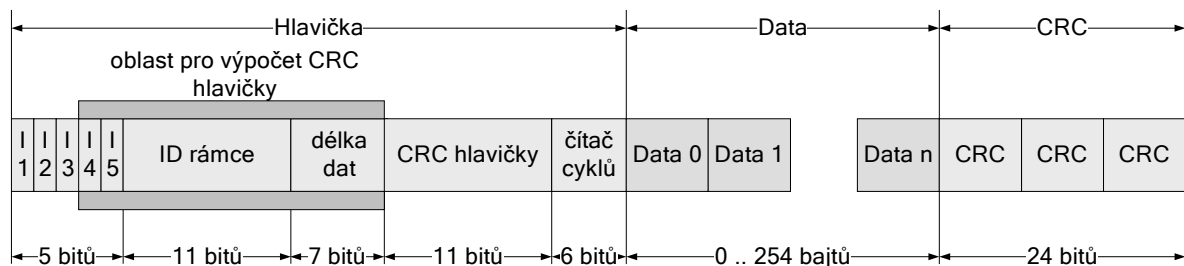 Hlavička Data CRC
oblast pro výpočet CRC
hlavičky
I 1 I 2 I 3 I 4 I 5 ID rámce délka dat CRC hlavičky čítač cyklů Data 0 Data 1 Data n CRC CRC CRC
5 bitů 11 bitů 7 bitů 11 bitů 6 bitů 0 .. 254 bajtů 24 bitů